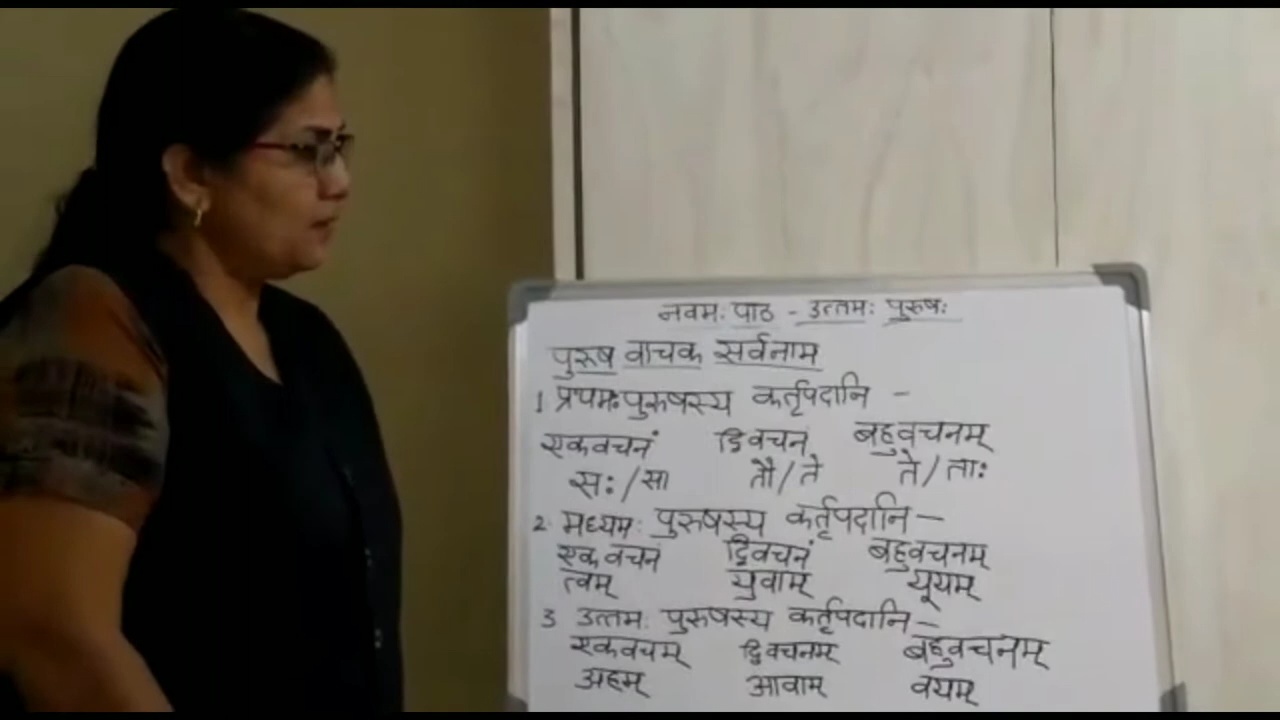 नवमः पाठ - उत्तमः पुरुषः
पुरुष वाचक सर्वनाम
1 प्रथमःपुरुषस्य कर्तृपदानि -
एकवचनं द्विवचनं बहुवचनम्
सः/सा तौ/ते ते/ताः
2. मध्यमः पुरुषस्य कर्तृपदानि -
एकवचनं द्विवचनं बहुवचनम्
त्वम् युवाम् यूयम्
3 उत्तमः पुरुषस्य कर्तृपदानि -
एकवचम् द्विवचनम् बहुवचनम्
अहम् आवाम् वयम्